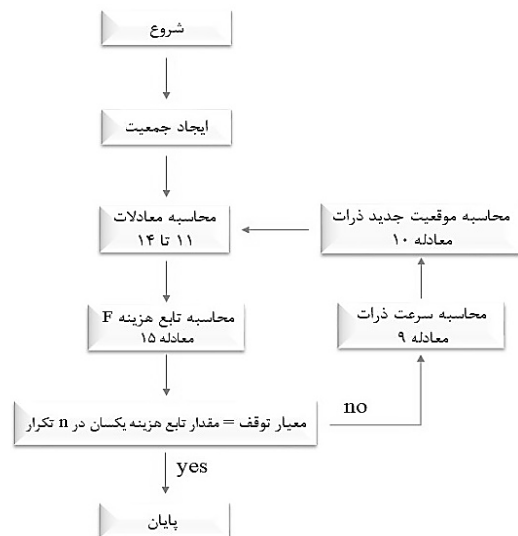 شروع
ایجاد جمعیت
محاسبه معادلات
۱۱ تا ۱۴
محاسبه موقعیت جدید ذرات
معادله ۱۰
محاسبه تابع هزینه F
معادله ۱۵
محاسبه سرعت ذرات
معادله ۹
معیار توقف = مقدار تابع هزینه یکسان در n تکرار
no
yes
پایان